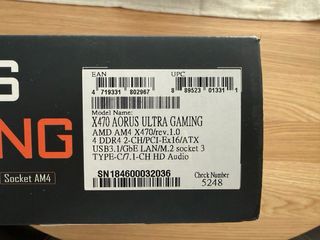 S
NG
Socket AM4
EAN UPC
4 719331 802967 8 89523 01331 1
Model Name:
X470 AORUS ULTRA GAMING
AMD AM4 X470/rev.1.0
4 DDR4 2-CH/PCI-Ex16/ATX
USB3.1/GbE LAN/M.2 socket 3
TYPE-C/7.1-CH HD Audio
SN184600032036
Check Number
5248